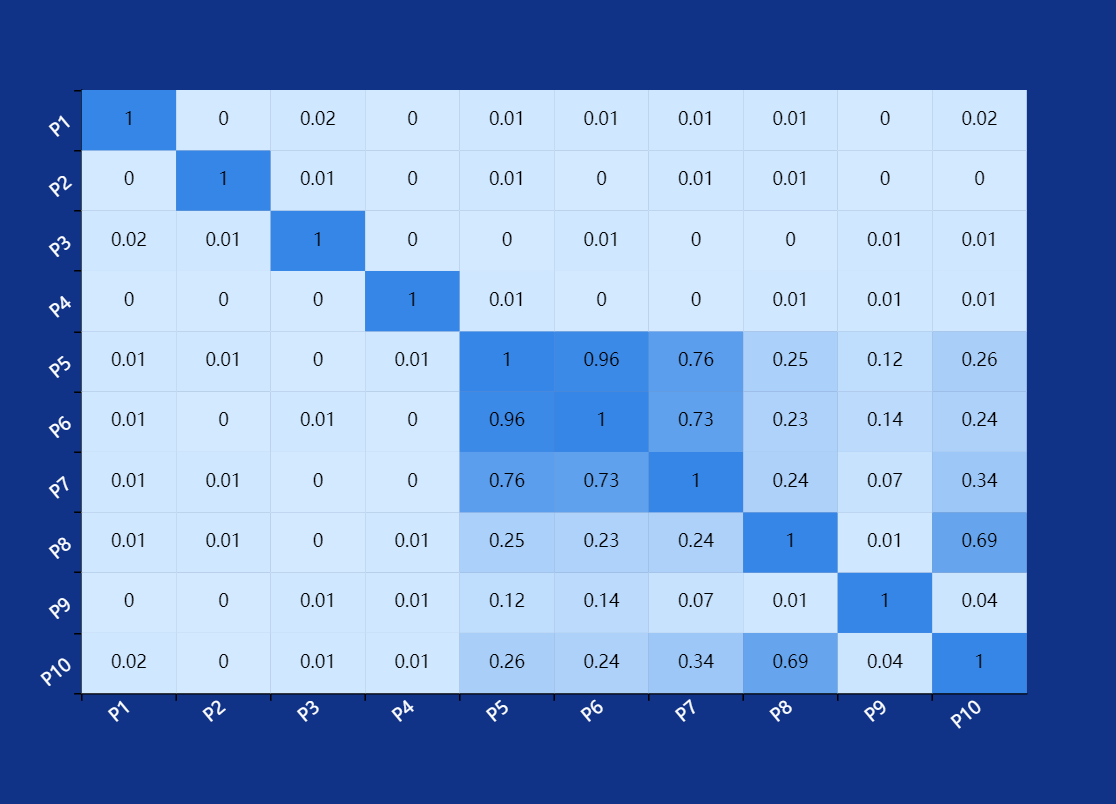 P1 1 0 0.02 0 0.01 0.01 0.01 0.01 0 0.02
P2 0 1 0.01 0 0.01 0 0.01 0.01 0 0
P3 0.02 0.01 1 0 0 0.01 0 0 0.01 0.01
P4 0 0 0 1 0.01 0 0 0.01 0.01 0.01
P5 0.01 0.01 0 0.01 1 0.96 0.76 0.25 0.12 0.26
P6 0.01 0 0.01 0 0.96 1 0.73 0.23 0.14 0.24
P7 0.01 0.01 0 0 0.76 0.73 1 0.24 0.07 0.34
P8 0.01 0.01 0 0.01 0.25 0.23 0.24 1 0.01 0.69
P9 0 0 0.01 0.01 0.12 0.14 0.07 0.01 1 0.04
P10 0.02 0 0.01 0.01 0.26 0.24 0.34 0.69 0.04 1
P1 P2 P3 P4 P5 P6 P7 P8 P9 P10